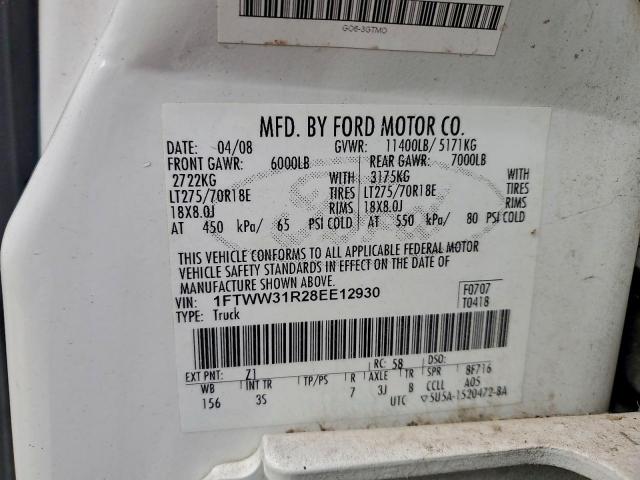 GO6-3GTMO
MFD. BY FORD MOTOR CO.
DATE: 04/08 GVWR: 11400LB/ 5171KG
FRONT GAWR: 6000LB REAR GAWR: 7000LB
2722KG WITH 3175KG WITH
LT275/70R18E TIRES LT275/70R18E TIRES
18X8.0J RIMS 18X8.0J RIMS
AT 450 kPa/ 65 PSI COLD AT 550 kPa/ 80 PSI COLD
THIS VEHICLE CONFORMS TO ALL APPLICABLE FEDERAL MOTOR
VEHICLE SAFETY STANDARDS IN EFFECT ON THE DATE OF
MANUFACTURE SHOWN ABOVE.
VIN: 1FTWW31R28EE12930 F0707
TYPE: Truck T0418
EXT PNT: Z1 RC: 58 DSO:
WB INT TR TP/PS R AXLE TR SPR 8F716
156 3S 7 3J 8 CCLL A05
UTC 5U5A-1520472-BA